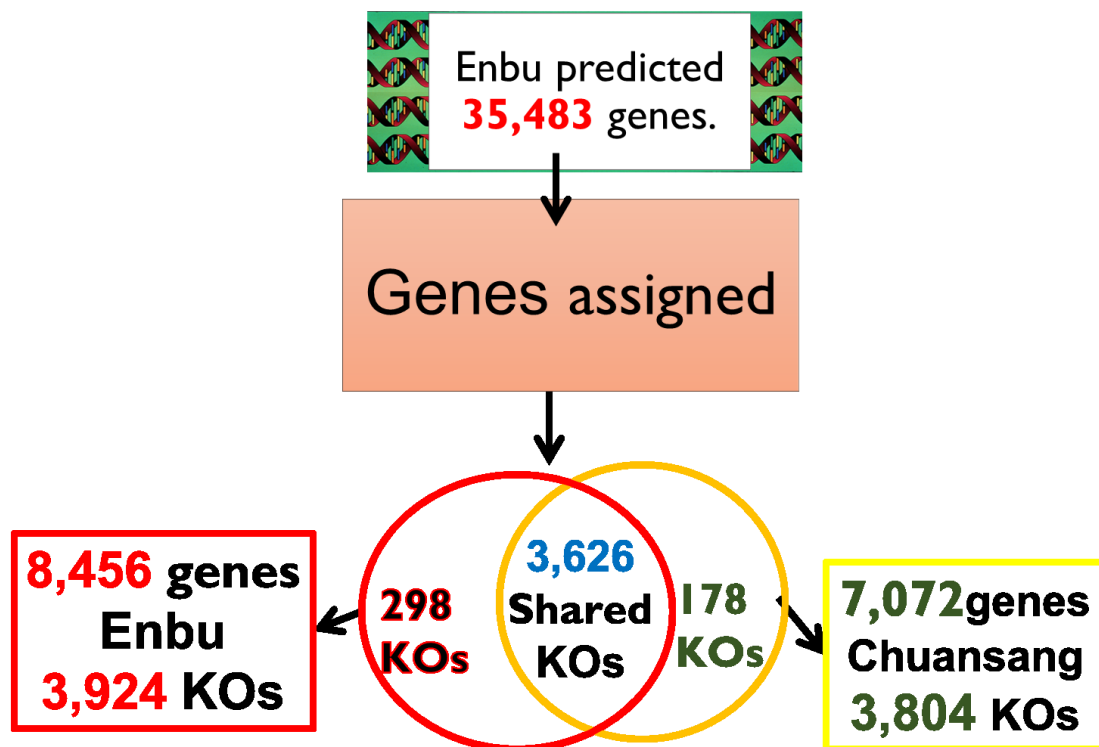 Enbu predicted
35,483 genes.
Genes assigned
8,456 genes
Enbu
3,924 KOs
298
KOs
3,626
Shared
KOs
178
KOs
7,072genes
Chuansang
3,804 KOs